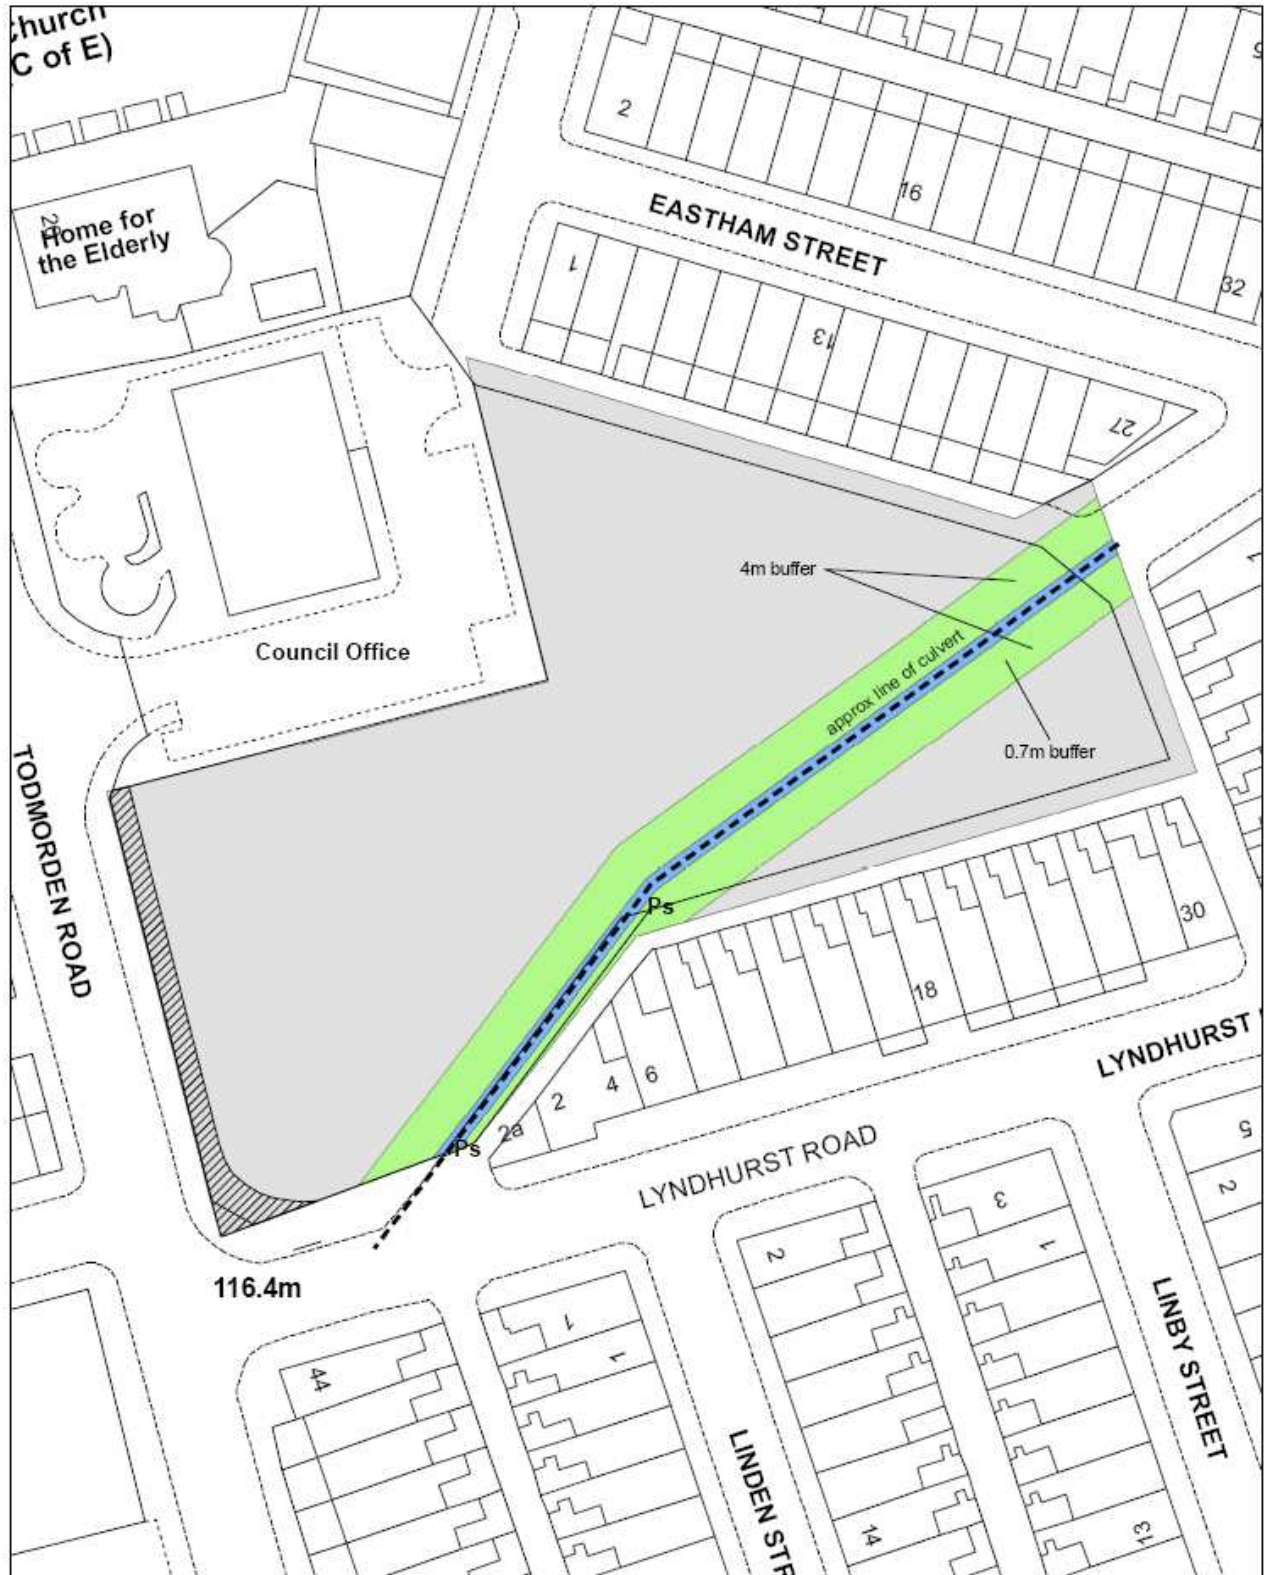 Church
C of E)
2
16
EASTHAM STREET
Home for
the Elderly
1
13
32
27
4m buffer
approx line of culvert
Council Office
0.7m buffer
TODMORDEN ROAD
Ps
30
18
LYNDHURST
6
4
2
2a
Ps
LYNDHURST ROAD
5
2
3
1
2
116.4m
1
1
44
LINBY STREET
LINDEN STR
14
13